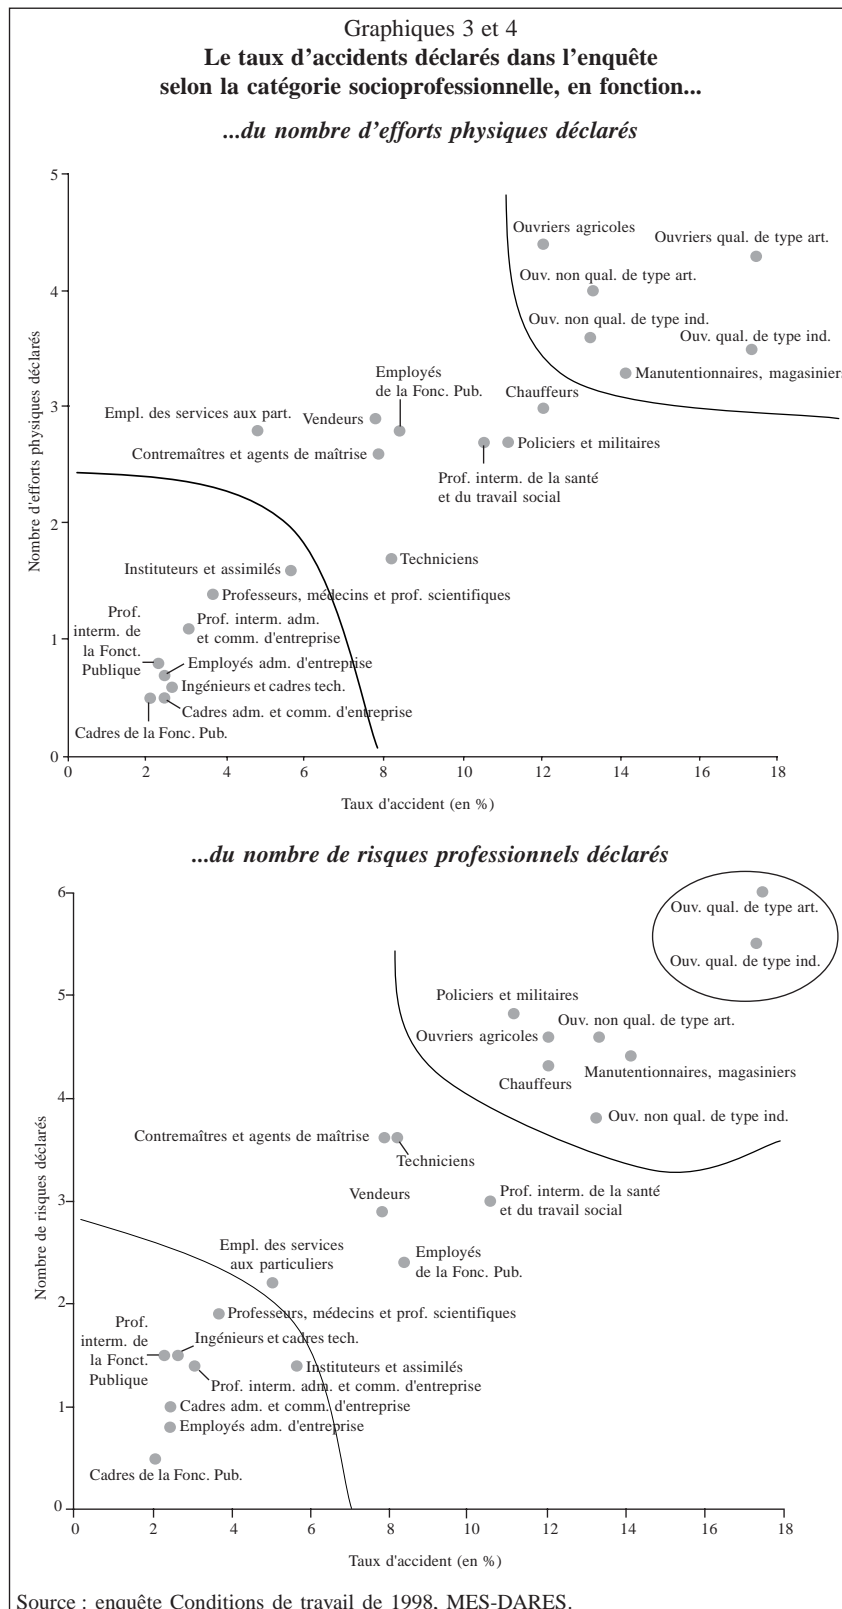 Graphiques 3 et 4
Le taux d’accidents déclarés dans l’enquête
selon la catégorie socioprofessionnelle, en fonction...
...du nombre d’efforts physiques déclarés
Nombre d'efforts physiques déclarés
5
4
3
2
1
0
Ouvriers agricoles
Ouvriers qual. de type art.
Ouv. non qual. de type art.
Ouv. non qual. de type ind.
Ouv. qual. de type ind.
Manutentionnaires, magasiniers
Employés
de la Fonc. Pub.
Chauffeurs
Empl. des services aux part.
Vendeurs
Contremaîtres et agents de maîtrise
Policiers et militaires
Prof. interm. de la santé
et du travail social
Techniciens
Instituteurs et assimilés
Professeurs, médecins et prof. scientifiques
Prof.
interm. de
la Fonct.
Publique
Prof. interm. adm.
et comm. d'entreprise
Employés adm. d'entreprise
Ingénieurs et cadres tech.
Cadres adm. et comm. d'entreprise
Cadres de la Fonc. Pub.
0 2 4 6 8 10 12 14 16 18
Taux d'accident (en %)
...du nombre de risques professionnels déclarés
Nombre de risques déclarés
6
5
4
3
2
1
0
Ouv. qual. de type art.
Ouv. qual. de type ind.
Policiers et militaires
Ouv. non qual. de type art.
Ouvriers agricoles
Manutentionnaires, magasiniers
Chauffeurs
Ouv. non qual. de type ind.
Contremaîtres et agents de maîtrise
Techniciens
Vendeurs
Prof. interm. de la santé
et du travail social
Empl. des services
aux particuliers
Employés
de la Fonc. Pub.
Professeurs, médecins et prof. scientifiques
Prof.
interm. de
la Fonct.
Publique
Ingénieurs et cadres tech.
Instituteurs et assimilés
Prof. interm. adm. et comm. d'entreprise
Cadres adm. et comm. d'entreprise
Employés adm. d'entreprise
Cadres de la Fonc. Pub.
0 2 4 6 8 10 12 14 16 18
Taux d'accident (en %)
Source : enquête Conditions de travail de 1998, MES-DARES.